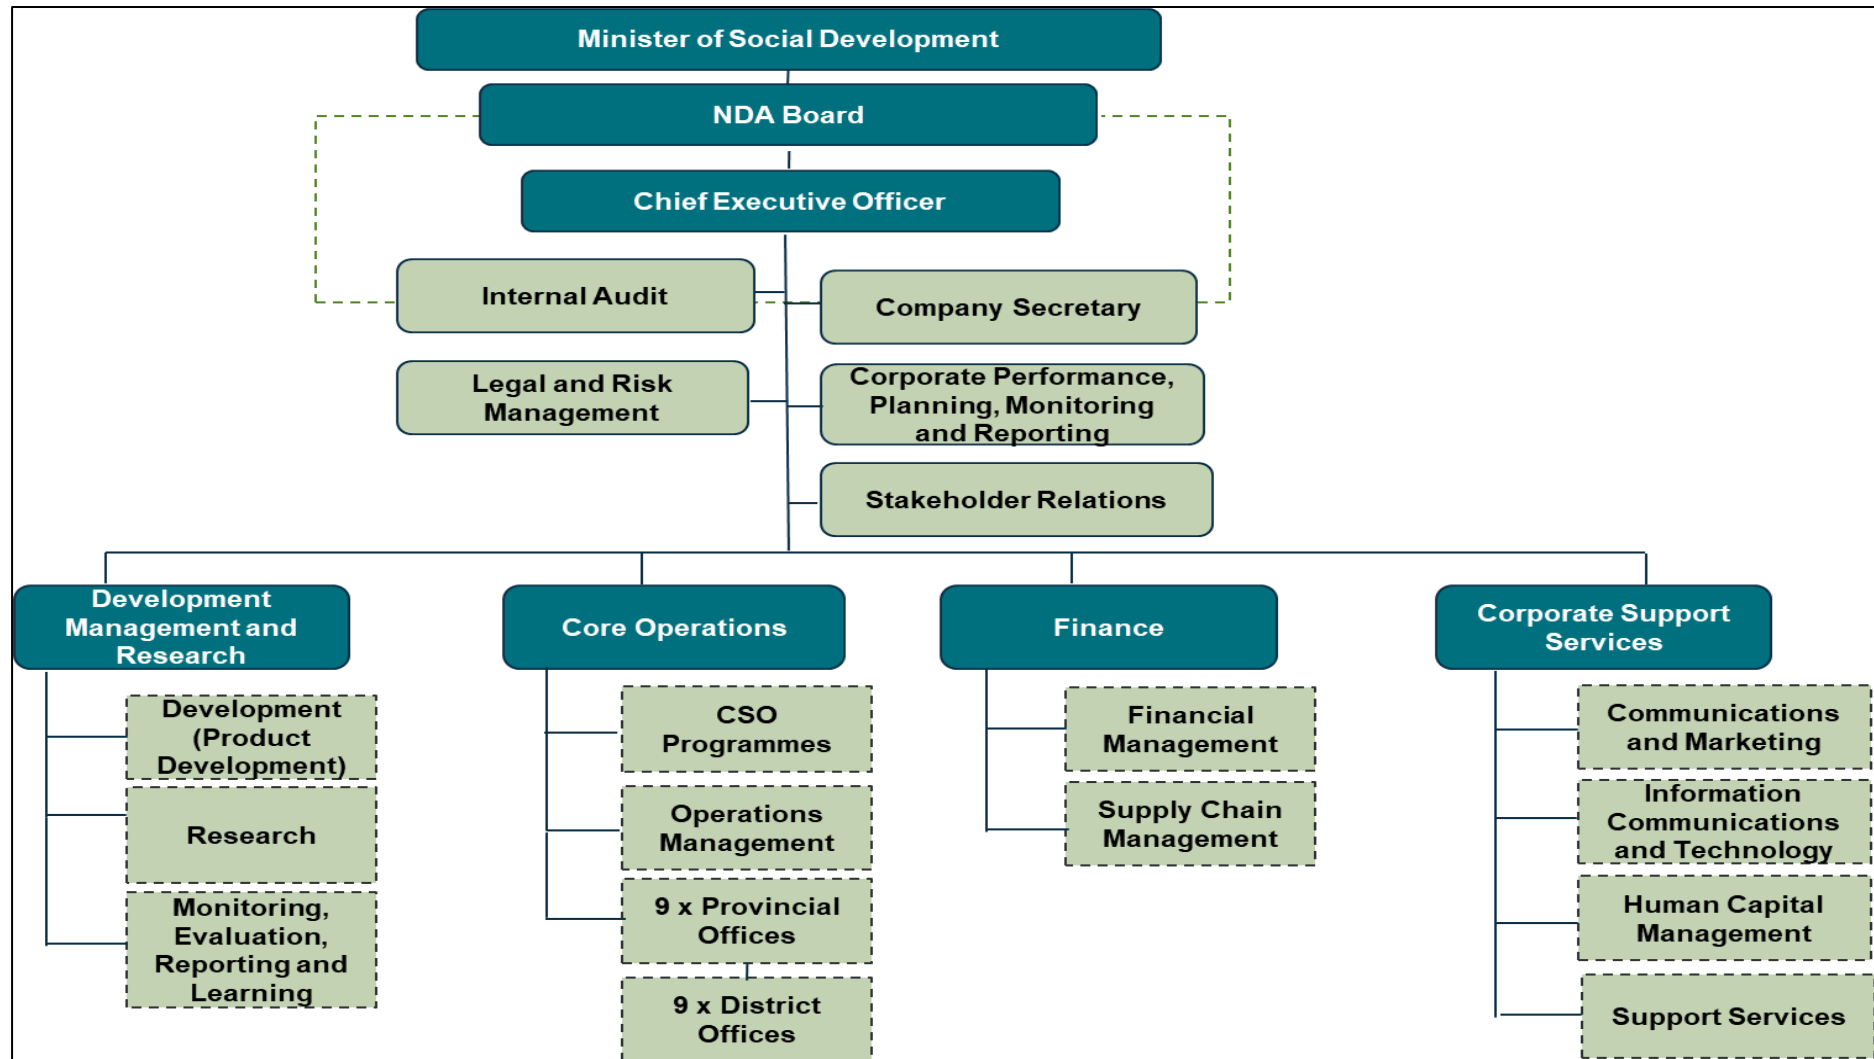 Minister of Social Development
NDA Board
Chief Executive Officer
Internal Audit
Company Secretary
Legal and Risk
Management
Corporate Performance,
Planning, Monitoring
and Reporting
Stakeholder Relations
Development
Management and
Research
Core Operations
Finance
Corporate Support
Services
Development
(Product
Development)
Research
Monitoring,
Evaluation,
Reporting and
Learning
CSO
Programmes
Operations
Management
9 x Provincial
Offices
9 x District
Offices
Financial
Management
Supply Chain
Management
Communications
and Marketing
Information
Communications
and Technology
Human Capital
Management
Support Services